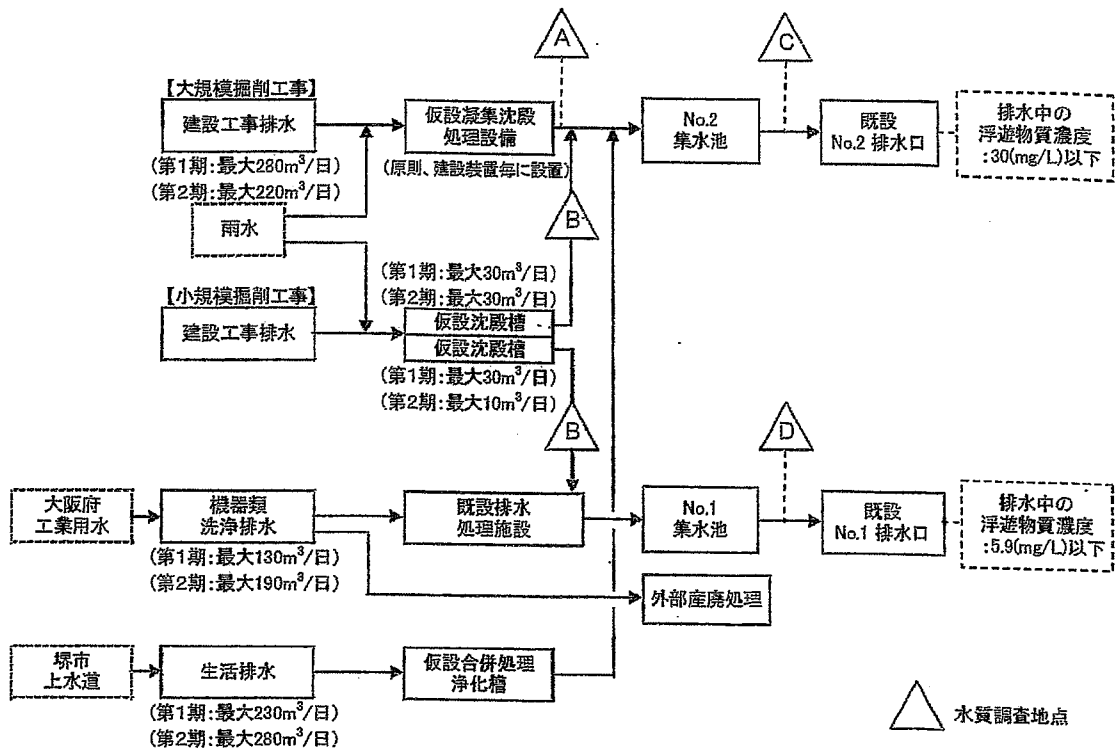 A
C
【大規模掘削工事】
建設工事排水
(第1期:最大280m³/日)
(第2期:最大220m³/日)
仮設凝集沈殿
処理設備
(原則、建設装置毎に設置)
No.2
集水池
既設
No.2 排水口
排水中の
浮遊物質濃度
:30(mg/L)以下
雨水
B
【小規模掘削工事】
建設工事排水
(第1期:最大30m³/日)
(第2期:最大30m³/日)
仮設沈殿槽
仮設沈殿槽
(第1期:最大30m³/日)
(第2期:最大10m³/日)
B
D
大阪府
工業用水
機器類
洗浄排水
(第1期:最大130m³/日)
(第2期:最大190m³/日)
既設排水
処理施設
No.1
集水池
既設
No.1 排水口
排水中の
浮遊物質濃度
:5.9(mg/L)以下
外部産廃処理
堺市
上水道
生活排水
(第1期:最大230m³/日)
(第2期:最大280m³/日)
仮設合併処理
浄化槽
水質調査地点